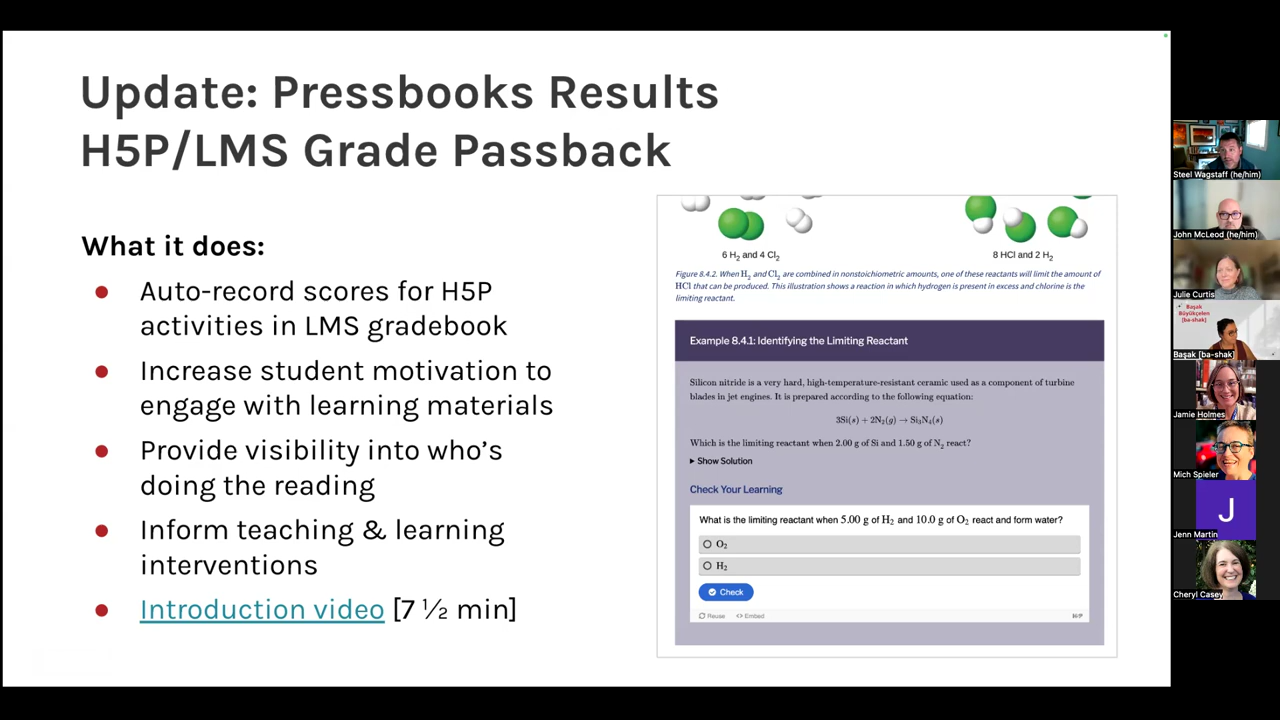 Update: Pressbooks Results
H5P/LMS Grade Passback
What it does:
● Auto-record scores for H5P
activities in LMS gradebook
● Increase student motivation to
engage with learning materials
● Provide visibility into who's
doing the reading
● Inform teaching & learning
interventions
● Introduction video [7 ½ min]
6 H₂ and 4 Cl₂
8 HCl and 2 H₂
Figure 8.4.2. When H₂ and Cl₂ are combined in nonstoichiometric amounts, one of these reactants will limit the amount of
HCl that can be produced. This illustration shows a reaction in which hydrogen is present in excess and chlorine is the
limiting reactant.
Example 8.4.1: Identifying the Limiting Reactant
Silicon nitride is a very hard, high-temperature-resistant ceramic used as a component of turbine
blades in jet engines. It is prepared according to the following equation:
3Si(s) + 2N₂(g) → Si₃N₄(s)
Which is the limiting reactant when 2.00 g of Si and 1.50 g of N₂ react?
▸ Show Solution
Check Your Learning
What is the limiting reactant when 5.00 g of H₂ and 10.0 g of O₂ react and form water?
O₂
H₂
Check
Reuse <> Embed H5P
Steel Wagstaff (he/him)
John McLeod (he/him)
Julie Curtis
Başak
Büyükçelen
[ba-shak]
Başak [ba-shak]
Jamie Holmes
Mich Spieler
J
Jenn Martin
Cheryl Casey